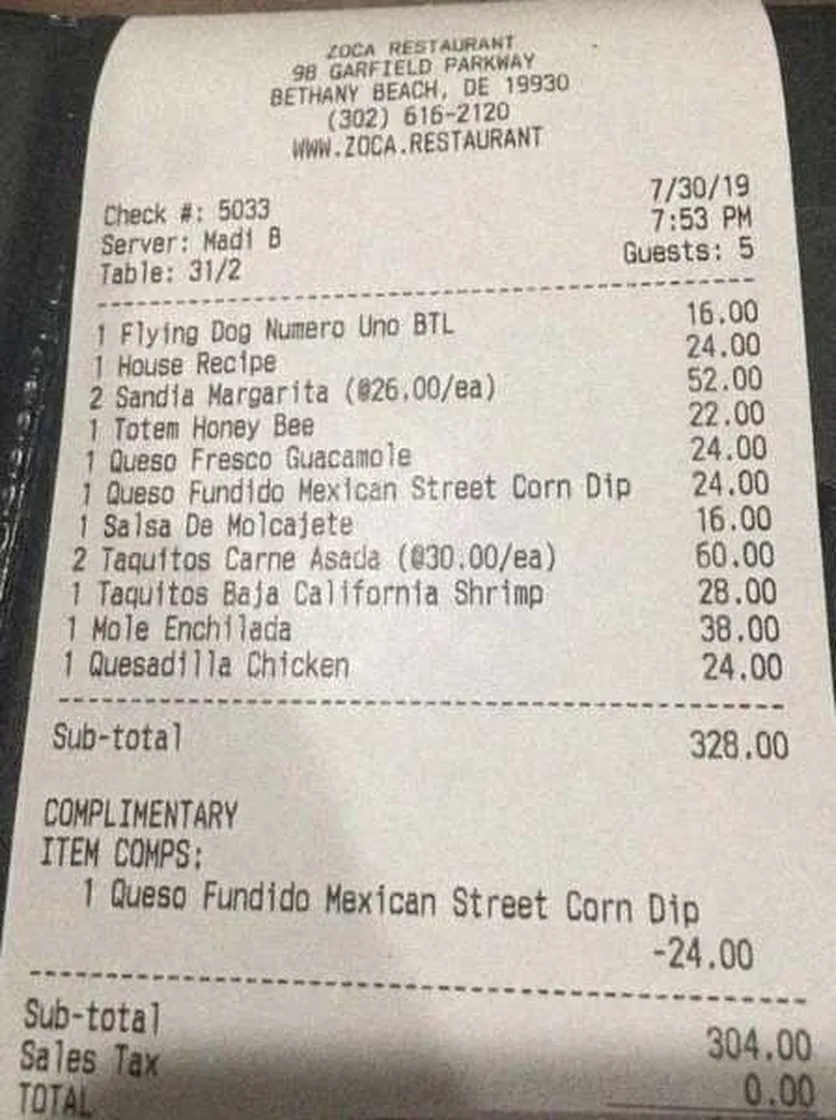 ZOCA RESTAURANT
98 GARFIELD PARKWAY
BETHANY BEACH, DE 19930
(302) 616-2120
WWW.ZOCA.RESTAURANT
Check #: 5033 7/30/19
Server: Madi B 7:53 PM
Table: 31/2 Guests: 5
1 Flying Dog Numero Uno BTL 16.00
1 House Recipe 24.00
2 Sandia Margarita (@26.00/ea) 52.00
1 Totem Honey Bee 22.00
1 Queso Fresco Guacamole 24.00
1 Queso Fundido Mexican Street Corn Dip 24.00
1 Salsa De Molcajete 16.00
2 Taquitos Carne Asada (@30.00/ea) 60.00
1 Taquitos Baja California Shrimp 28.00
1 Mole Enchilada 38.00
1 Quesadilla Chicken 24.00
Sub-total 328.00
COMPLIMENTARY
ITEM COMPS:
1 Queso Fundido Mexican Street Corn Dip
-24.00
Sub-total 304.00
Sales Tax 0.00
TOTAL